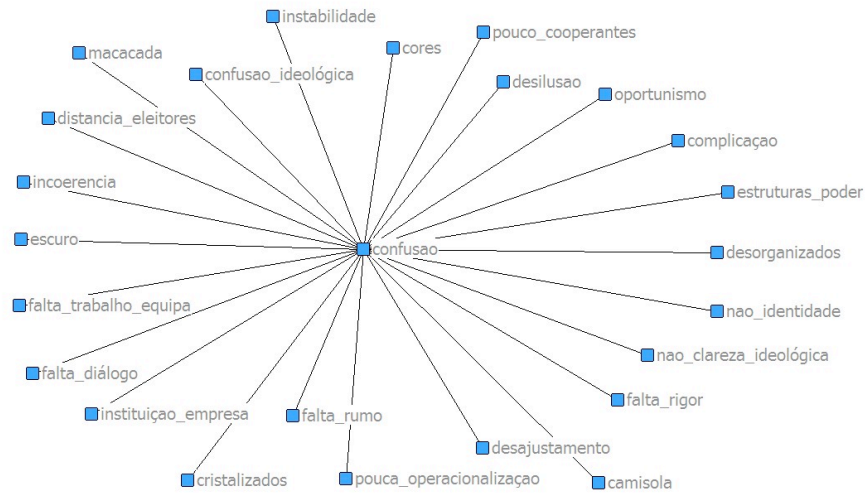 instabilidade
pouco_cooperantes
cores
macacada
confusao_ideológica
desilusao
oportunismo
distancia_eleitores
complicaçao
incoerencia
estruturas_poder
escuro
confusao
desorganizados
falta_trabalho_equipa
nao_identidade
nao_clareza_ideológica
falta_diálogo
falta_rigor
instituiçao_empresa
falta_rumo
desajustamento
cristalizados
pouca_operacionalizaçao
camisola